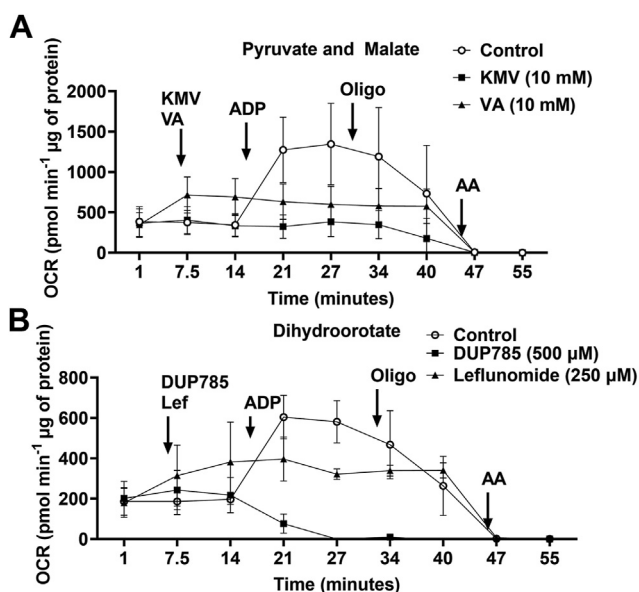 A
Pyruvate and Malate
Control
KMV (10 mM)
VA (10 mM)
KMV
VA
ADP
Oligo
AA
OCR (pmol min⁻¹ µg of protein)
2000
1500
1000
500
0
1 7.5 14 21 27 34 40 47 55
Time (minutes)
B
Dihydroorotate
Control
DUP785 (500 µM)
Leflunomide (250 µM)
DUP785
Lef
ADP
Oligo
AA
OCR (pmol min⁻¹ µg of protein)
800
600
400
200
0
1 7.5 14 21 27 34 40 47 55
Time (minutes)